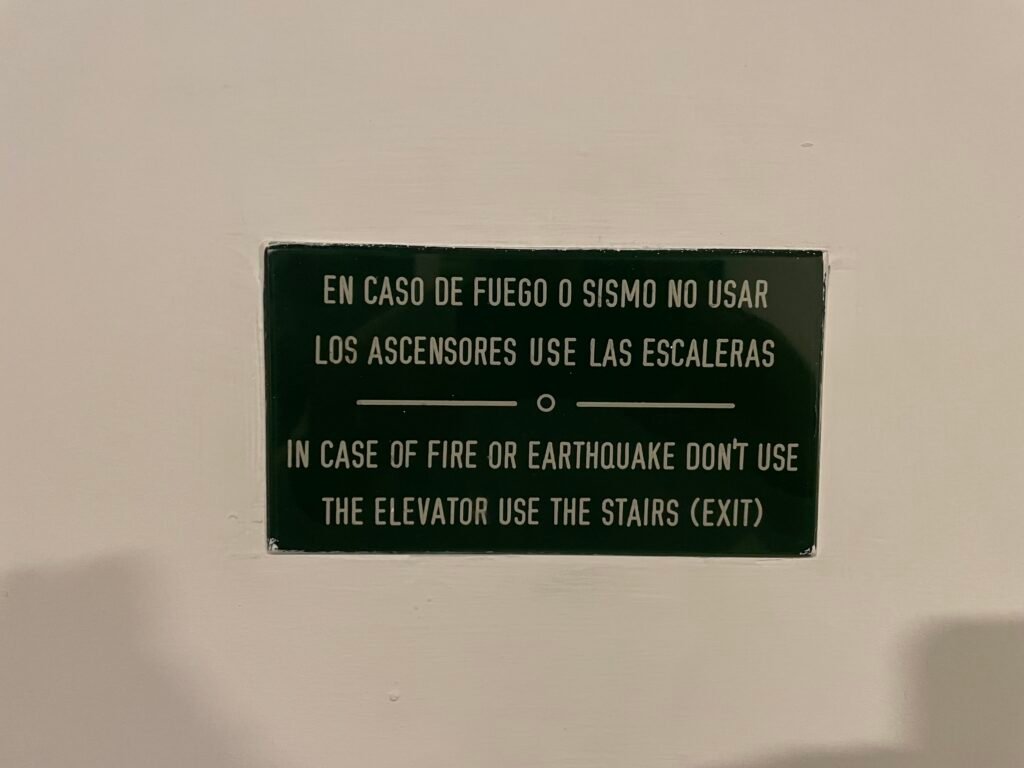 EN CASO DE FUEGO O SISMO NO USAR
LOS ASCENSORES USE LAS ESCALERAS
IN CASE OF FIRE OR EARTHQUAKE DON'T USE
THE ELEVATOR USE THE STAIRS (EXIT)